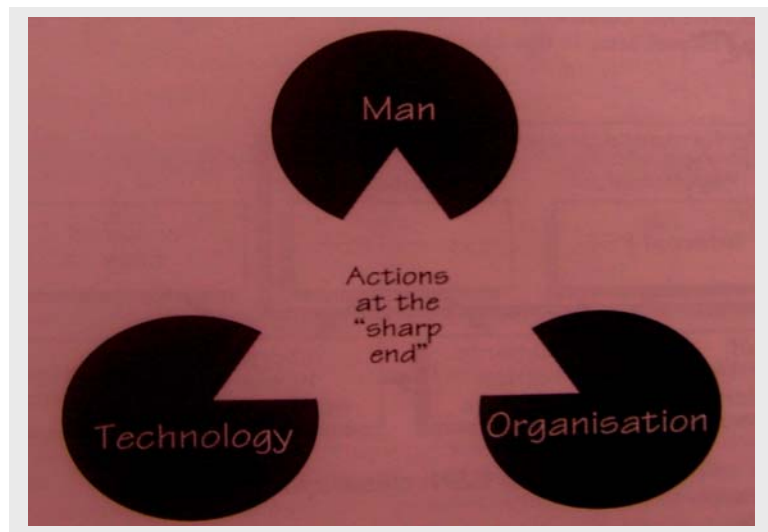 Man
Actions
at the
“sharp
end”
Technology
Organisation